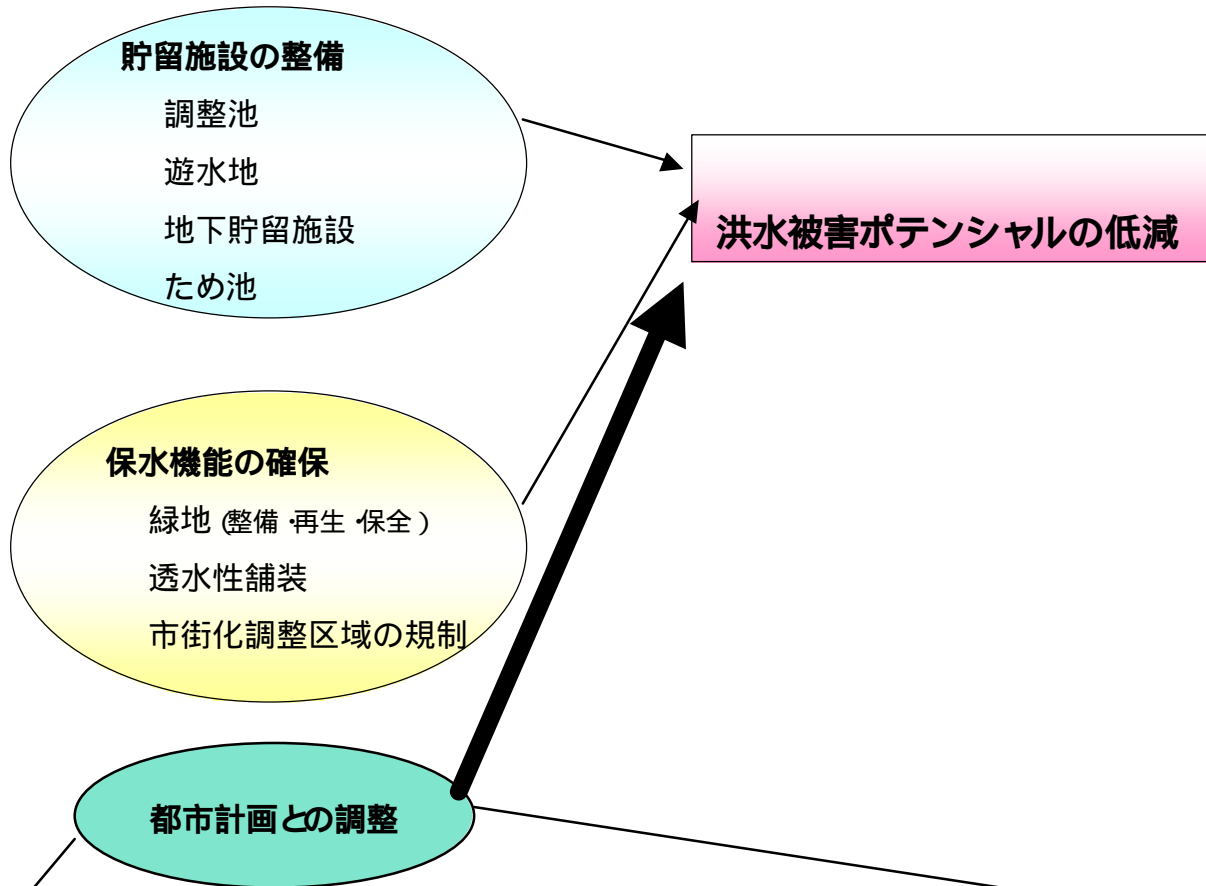 貯留施設の整備
調整池
遊水地
地下貯留施設
ため池
洪水被害ポテンシャルの低減
保水機能の確保
緑地(整備・再生・保全)
透水性舗装
市街化調整区域の規制
都市計画との調整